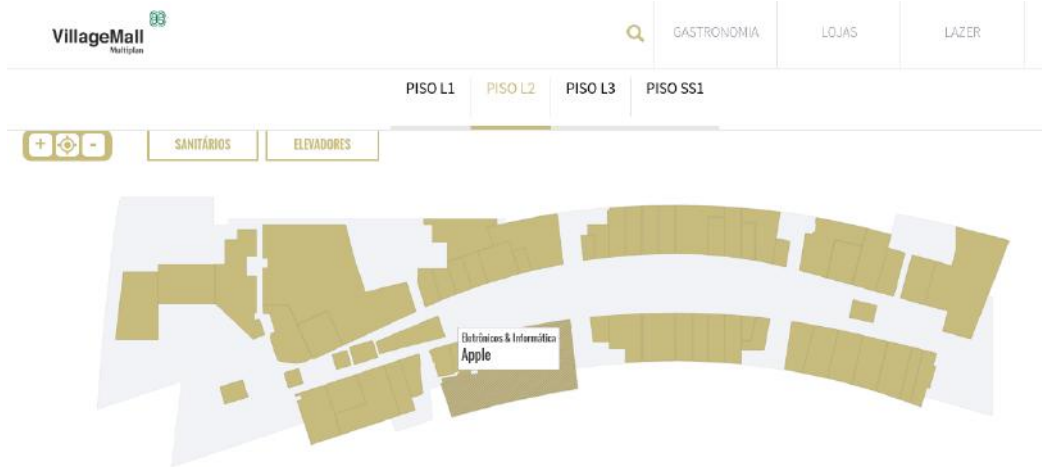 VillageMall
Multiplan
GASTRONOMIA
LOJAS
LAZER
PISO L1
PISO L2
PISO L3
PISO SS1
+
-
SANITÁRIOS
ELEVADORES
Eletrônicos & Informática
Apple